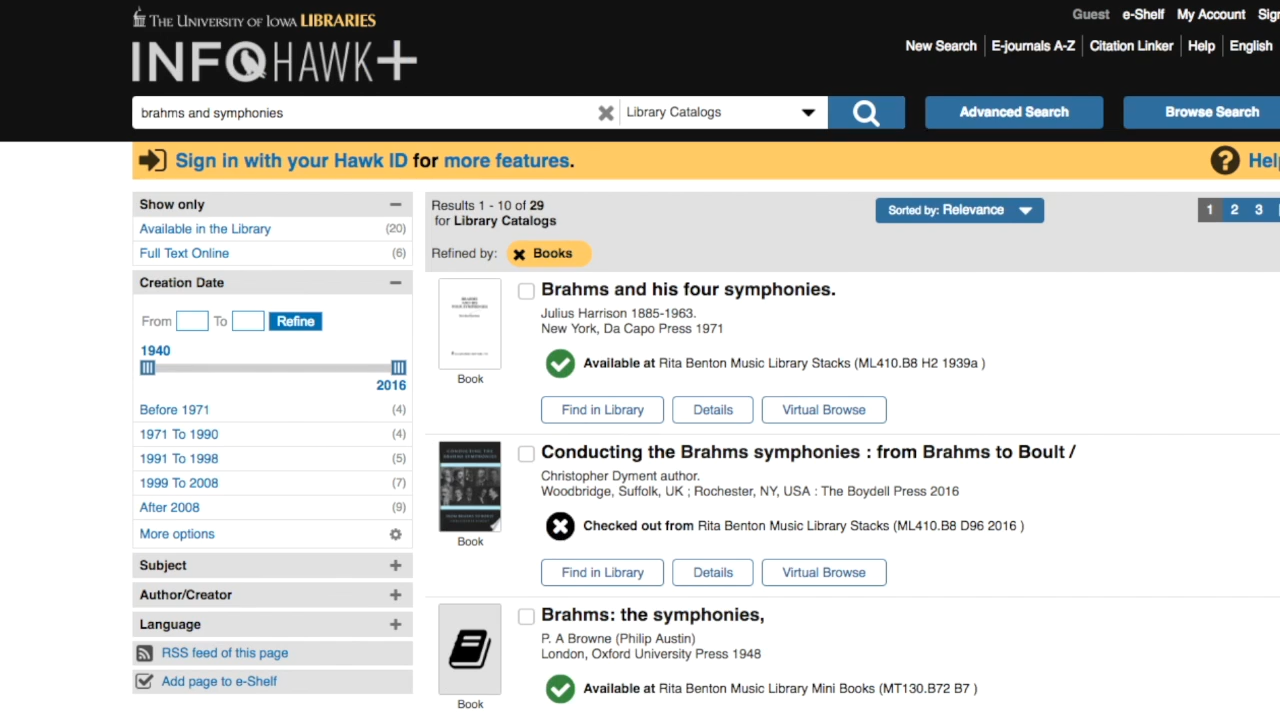 THE UNIVERSITY OF IOWA LIBRARIES
INFOHAWK+
Guest e-Shelf My Account Sign
New Search E-journals A-Z Citation Linker Help English
brahms and symphonies Library Catalogs Advanced Search Browse Search
Sign in with your Hawk ID for more features. Help
Show only
Available in the Library (20)
Full Text Online (6)
Creation Date
From To Refine
1940
2016
Before 1971 (4)
1971 To 1990 (4)
1991 To 1998 (5)
1999 To 2008 (7)
After 2008 (9)
More options
Subject
Author/Creator
Language
RSS feed of this page
Add page to e-Shelf
Results 1 - 10 of 29
for Library Catalogs
Sorted by: Relevance
1 2 3
Refined by: Books
Brahms and his four symphonies.
Julius Harrison 1885-1963.
New York, Da Capo Press 1971
Available at Rita Benton Music Library Stacks (ML410.B8 H2 1939a )
Book
Find in Library Details Virtual Browse
Conducting the Brahms symphonies : from Brahms to Boult /
Christopher Dyment author.
Woodbridge, Suffolk, UK ; Rochester, NY, USA : The Boydell Press 2016
Checked out from Rita Benton Music Library Stacks (ML410.B8 D96 2016 )
Book
Find in Library Details Virtual Browse
Brahms: the symphonies,
P. A Browne (Philip Austin)
London, Oxford University Press 1948
Available at Rita Benton Music Library Mini Books (MT130.B72 B7 )
Book